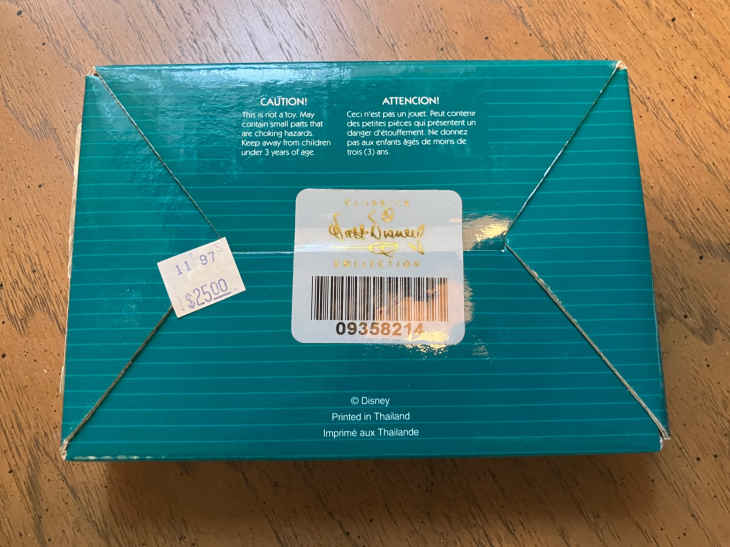 CAUTION!
This is not a toy. May
contain small parts that
are choking hazards.
Keep away from children
under 3 years of age.
ATTENCION!
Ceci n'est pas un jouet. Peut contenir
des petites pièces qui présentent un
danger d'étouffement. Ne donnez
pas aux enfants âgés de moins de
trois (3) ans.
CLASSICS
Walt Disney
COLLECTION
11 97
$25.00
09358214
© Disney
Printed in Thailand
Imprimé aux Thailande